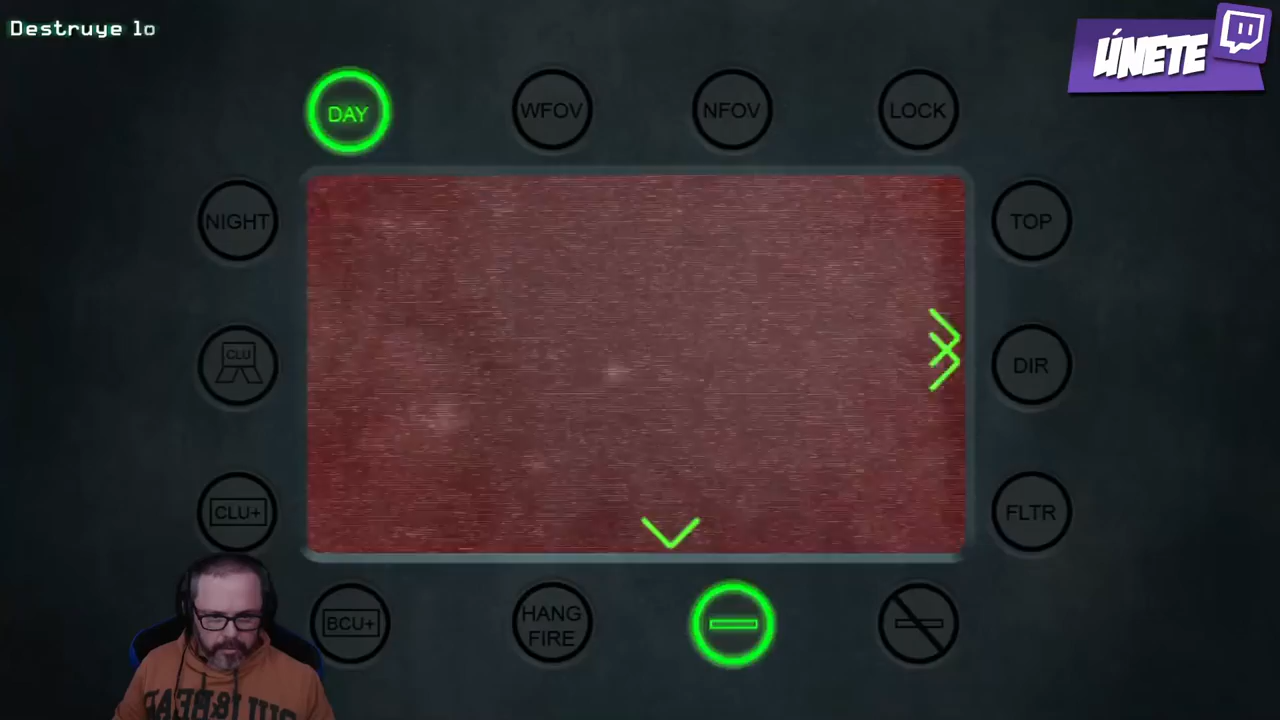 Destruye lo
ÚNETE
DAY
WFOV
NFOV
LOCK
NIGHT
TOP
CLU
DIR
CLU+
FLTR
BCU+
HANG
FIRE